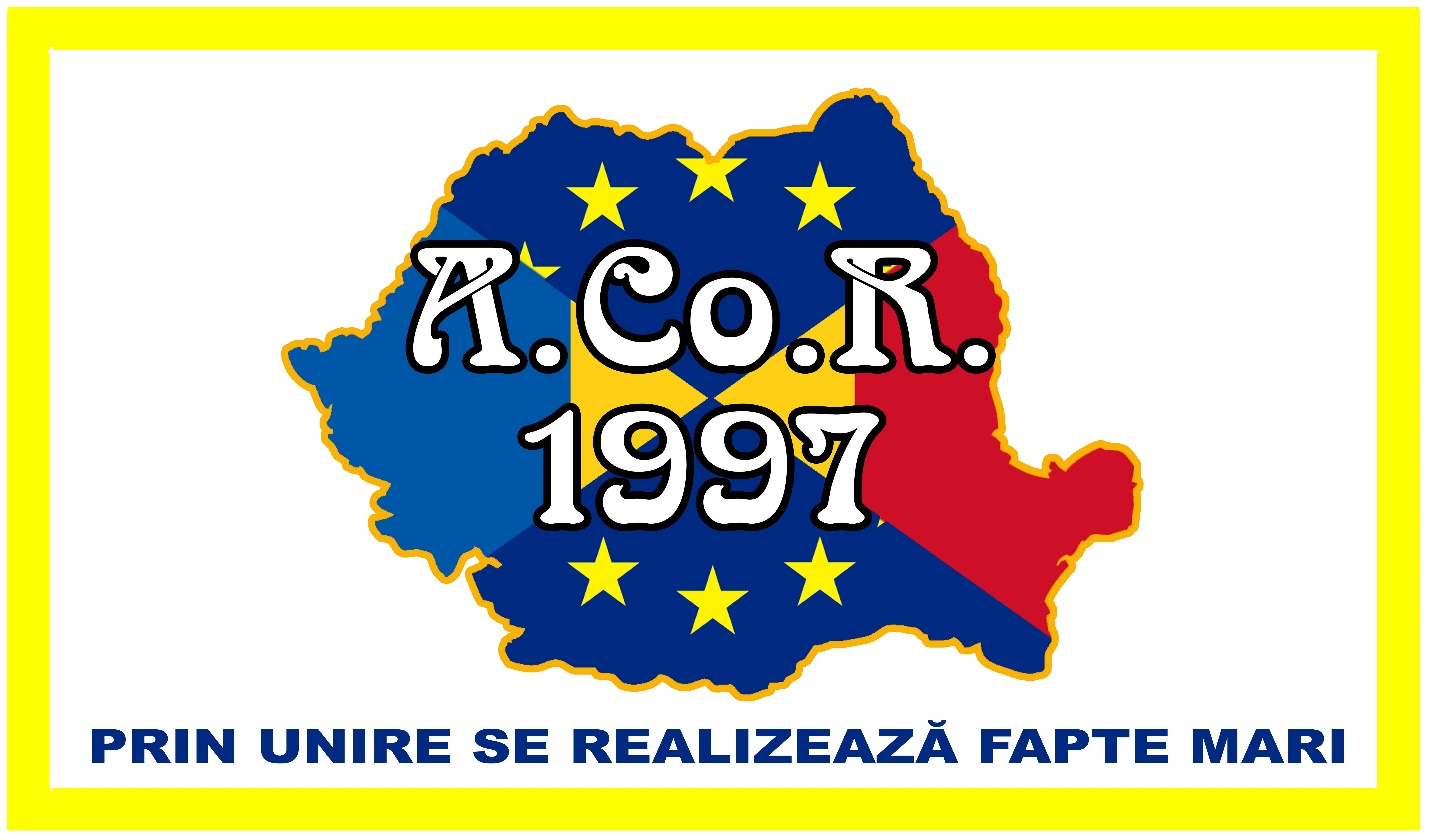 A.Co.R.
1997
PRIN UNIRE SE REALIZEAZĂ FAPTE MARI